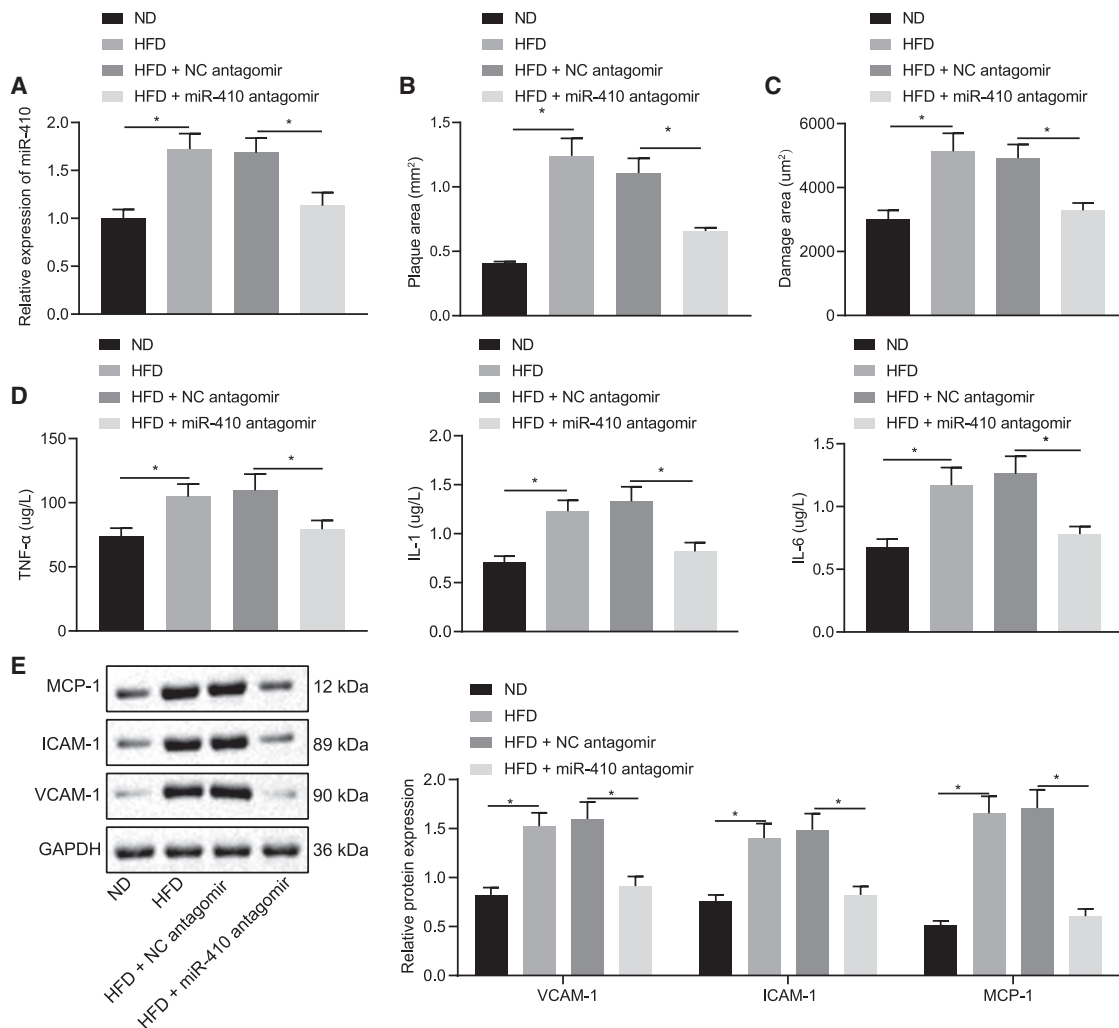 ND
HFD
HFD + NC antagomir
HFD + miR-410 antagomir
A
*
*
Relative expression of miR-410
2.0
1.5
1.0
0.5
0.0
ND
HFD
HFD + NC antagomir
HFD + miR-410 antagomir
B
*
*
Plaque area (mm²)
1.5
1.0
0.5
0.0
ND
HFD
HFD + NC antagomir
HFD + miR-410 antagomir
C
*
*
Damage area (um²)
6000
4000
2000
0
D
ND
HFD
HFD + NC antagomir
HFD + miR-410 antagomir
*
*
TNF-α (ug/L)
150
100
50
0
ND
HFD
HFD + NC antagomir
HFD + miR-410 antagomir
*
*
IL-1 (ug/L)
2.0
1.5
1.0
0.5
0.0
ND
HFD
HFD + NC antagomir
HFD + miR-410 antagomir
*
*
IL-6 (ug/L)
1.5
1.0
0.5
0.0
E
MCP-1 12 kDa
ICAM-1 89 kDa
VCAM-1 90 kDa
GAPDH 36 kDa
ND
HFD
HFD + NC antagomir
HFD + miR-410 antagomir
ND
HFD
HFD + NC antagomir
HFD + miR-410 antagomir
*
*
*
*
*
*
Relative protein expression
2.0
1.5
1.0
0.5
0.0
VCAM-1 ICAM-1 MCP-1